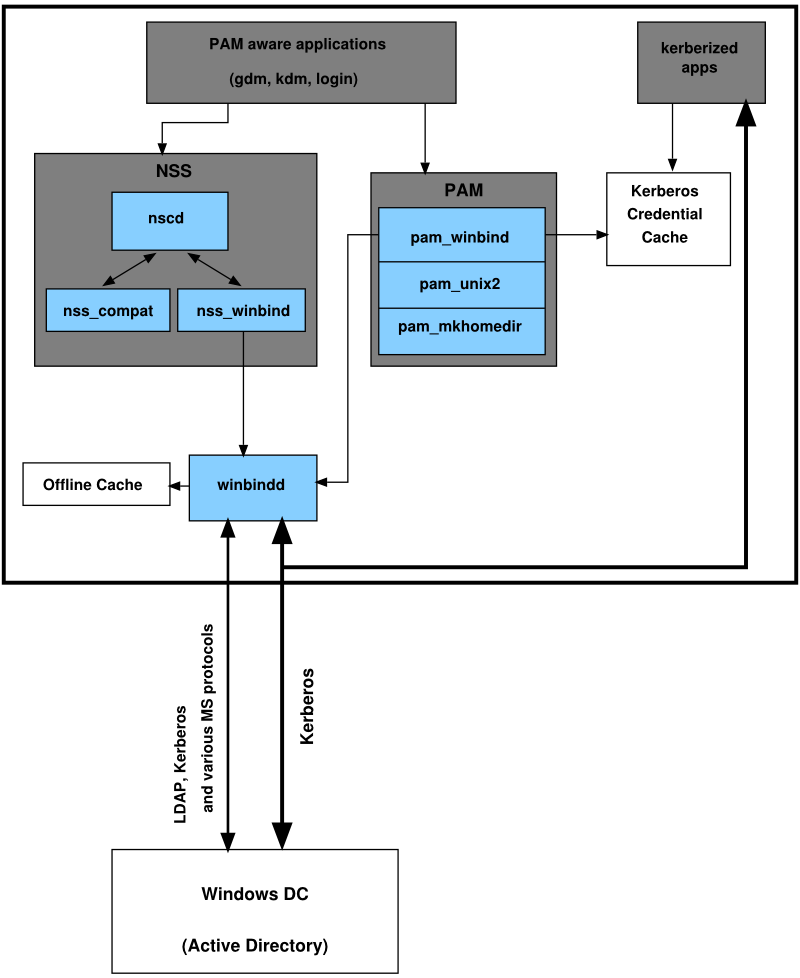 PAM aware applications
(gdm, kdm, login)
kerberized
apps
NSS
nscd
nss_compat
nss_winbind
PAM
pam_winbind
pam_unix2
pam_mkhomedir
Kerberos
Credential
Cache
Offline Cache
winbindd
LDAP, Kerberos
and various MS protocols
Kerberos
Windows DC
(Active Directory)